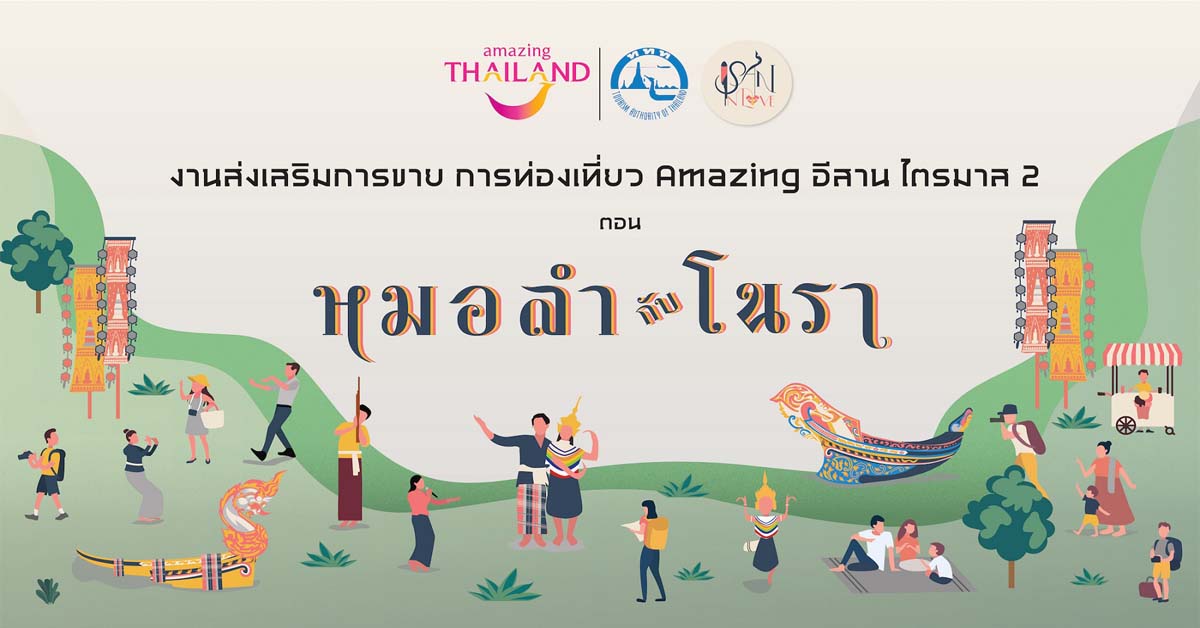 amazing
THAILAND
ททท
TOURISM AUTHORITY OF THAILAND
ISAN
IN LOVE
งานส่งเสริมการขาย การท่องเที่ยว Amazing อีสาน ไตรมาส 2
ตอน
หมอลำ กับ โนรา